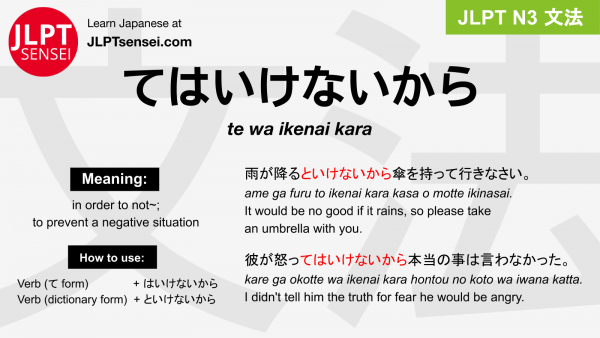 JLPT
SENSEI
Learn Japanese at
JLPTsensei.com
JLPT N3 文法
てはいけないから
te wa ikenai kara
Meaning:
in order to not~;
to prevent a negative situation
How to use:
Verb (て form) + はいけないから
Verb (dictionary form) + といけないから
雨が降るといけないから傘を持って行きなさい。
ame ga furu to ikenai kara kasa o motte ikinasai.
It would be no good if it rains, so please take
an umbrella with you.
彼が怒ってはいけないから本当の事は言わなかった。
kare ga okotte wa ikenai kara hontou no koto wa iwana katta.
I didn't tell him the truth for fear he would be angry.